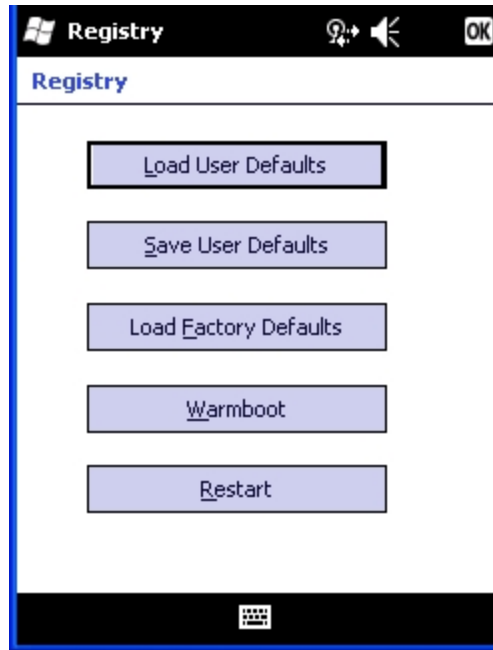 Registry
OK
Registry
Load User Defaults
Save User Defaults
Load Factory Defaults
Warmboot
Restart